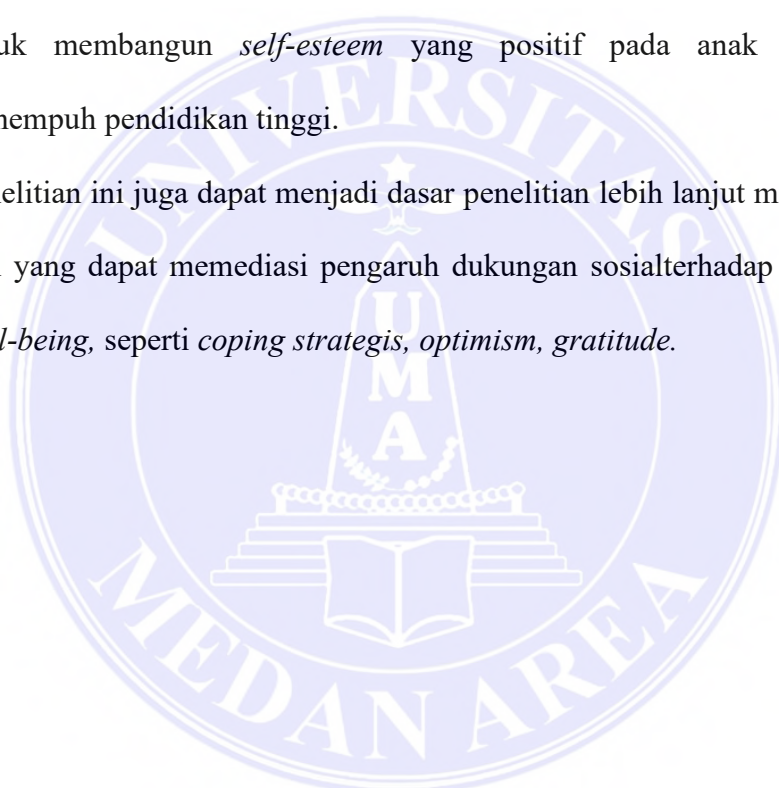 uk membangun self-esteem yang positif pada anak
nempuh pendidikan tinggi.
elitian ini juga dapat menjadi dasar penelitian lebih lanjut m
yang dapat memediasi pengaruh dukungan sosialterhadap
l-being, seperti coping strategis, optimism, gratitude.
UNIVERSITAS
U
M
A
MEDAN AREA